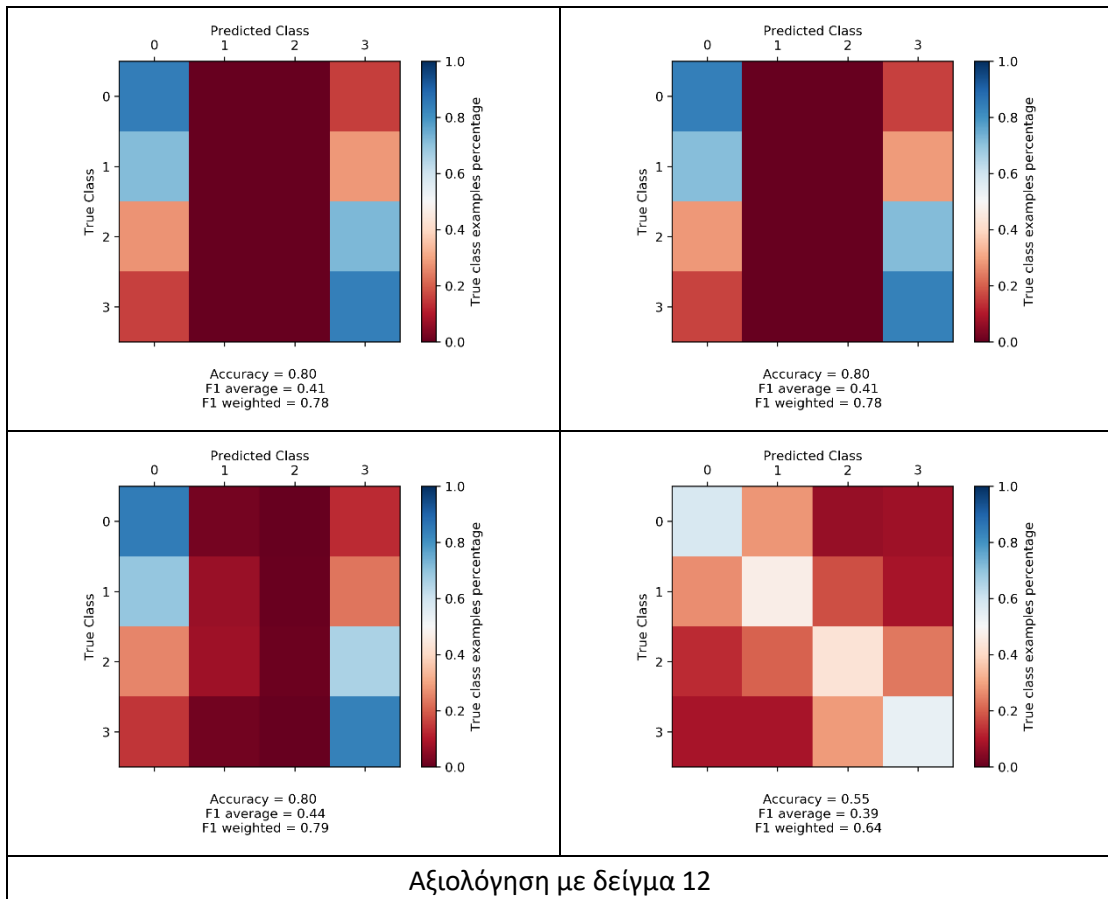 Predicted Class
0 1 2 3
True Class
0
1
2
3
1.0
0.8
0.6
0.4
0.2
0.0
True class examples percentage
Accuracy = 0.80
F1 average = 0.41
F1 weighted = 0.78
Predicted Class
0 1 2 3
True Class
0
1
2
3
1.0
0.8
0.6
0.4
0.2
0.0
True class examples percentage
Accuracy = 0.80
F1 average = 0.41
F1 weighted = 0.78
Predicted Class
0 1 2 3
True Class
0
1
2
3
1.0
0.8
0.6
0.4
0.2
0.0
True class examples percentage
Accuracy = 0.80
F1 average = 0.44
F1 weighted = 0.79
Predicted Class
0 1 2 3
True Class
0
1
2
3
1.0
0.8
0.6
0.4
0.2
0.0
True class examples percentage
Accuracy = 0.55
F1 average = 0.39
F1 weighted = 0.64
Αξιολόγηση με δείγμα 12